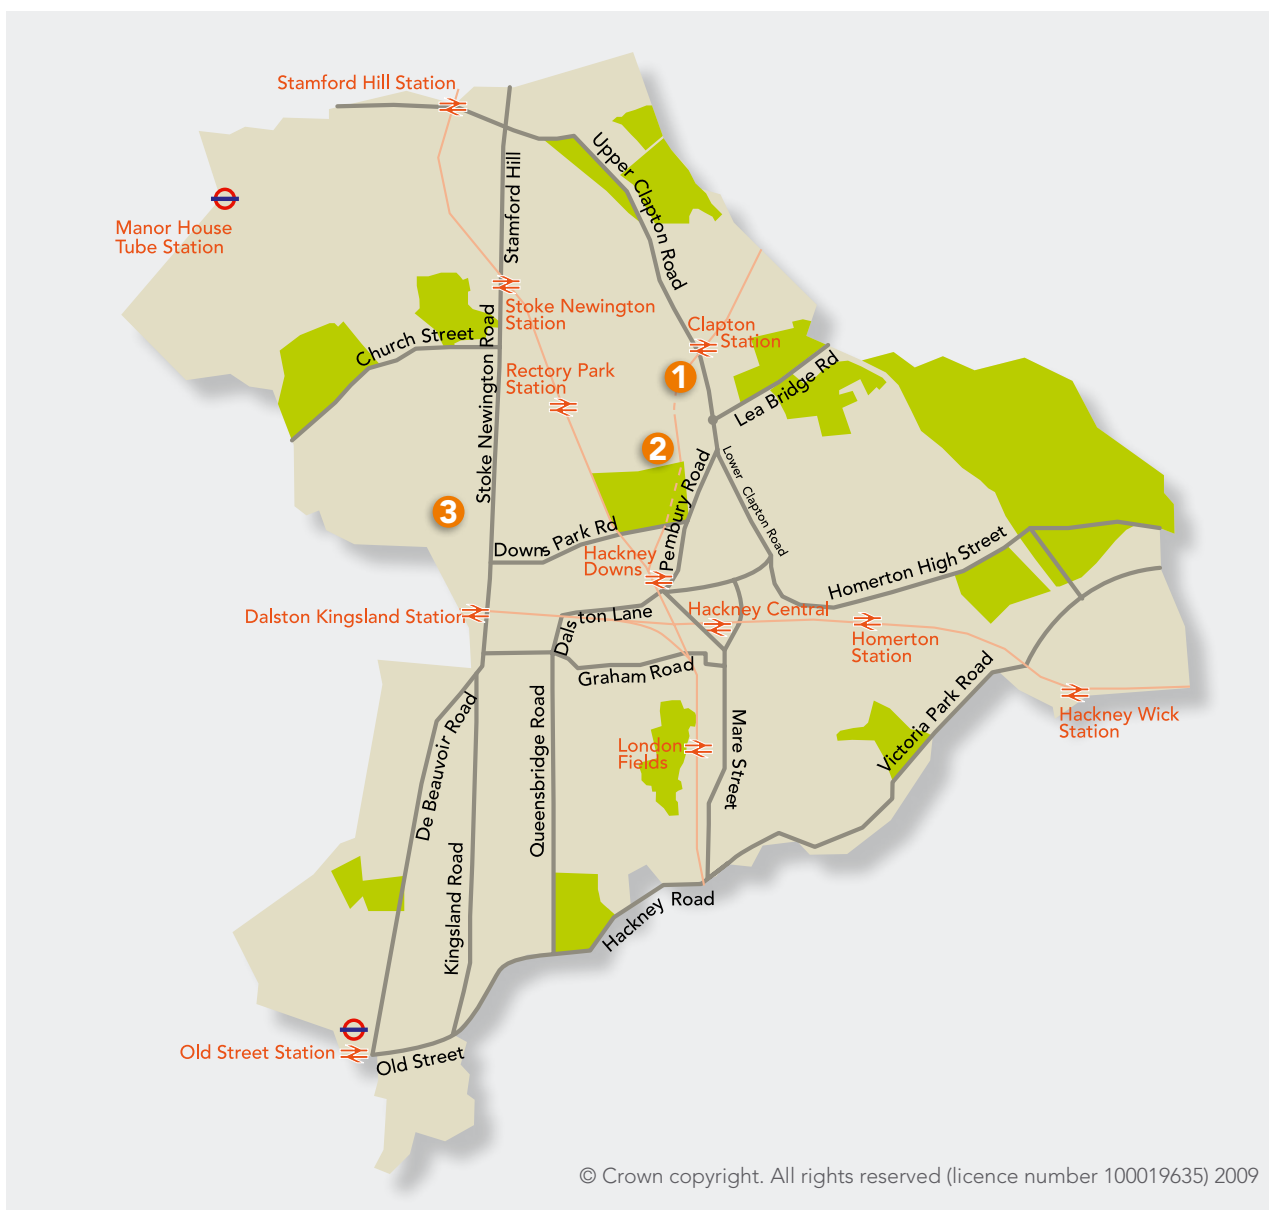 Stamford Hill Station
Upper Clapton Road
Stamford Hill
Manor House
Tube Station
Stoke Newington
Station
Clapton
Station
Church Street
Stoke Newington Road
Rectory Park
Station
1
Lea Bridge Rd
2
Lower Clapton Road
Pembury Road
3
Downs Park Rd
Hackney
Downs
Homerton High Street
Dalston Kingsland Station
Dalston Lane
Hackney Central
Homerton
Station
Graham Road
Victoria Park Road
Hackney Wick
Station
De Beauvoir Road
Queensbridge Road
London
Fields
Mare Street
Kingsland Road
Hackney Road
Old Street Station
Old Street
© Crown copyright. All rights reserved (licence number 100019635) 2009